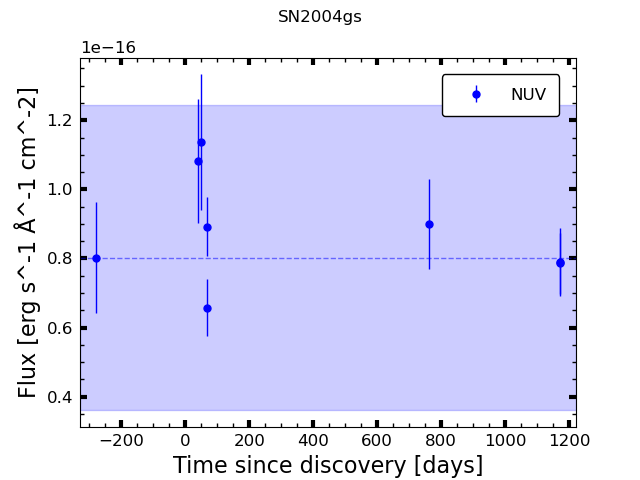 SN2004gs
1e−16
NUV
1.2
1.0
0.8
0.6
0.4
Flux [erg s^-1 Å^-1 cm^-2]
−200 0 200 400 600 800 1000 1200
Time since discovery [days]